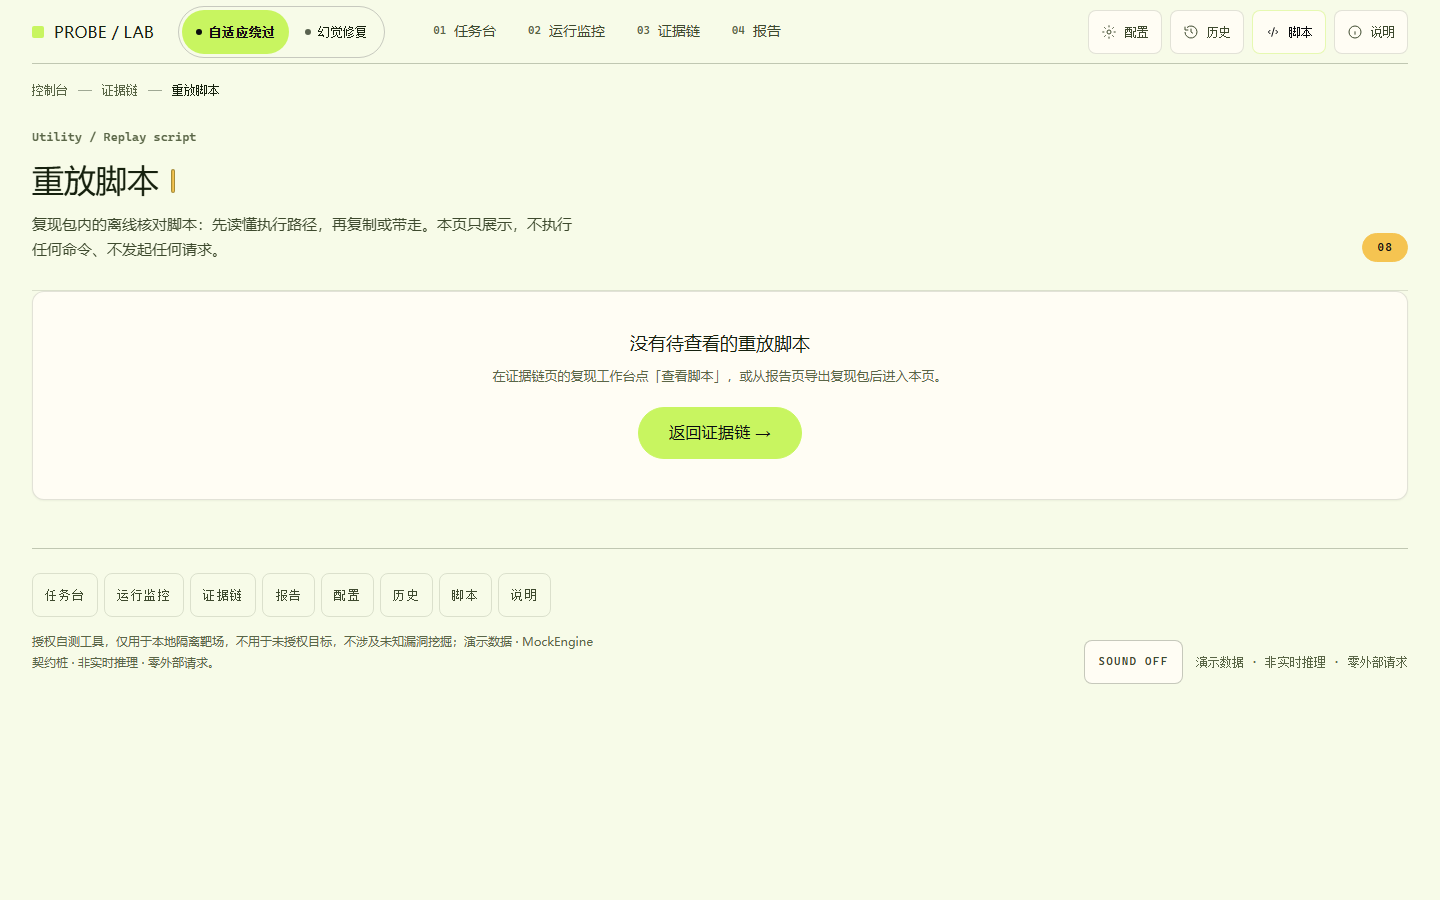 PROBE / LAB
自适应绕过
幻觉修复
01 任务台
02 运行监控
03 证据链
04 报告
配置
历史
脚本
说明
控制台 — 证据链 — 重放脚本
Utility / Replay script
重放脚本
复现包内的离线核对脚本：先读懂执行路径，再复制或带走。本页只展示，不执行
任何命令、不发起任何请求。
08
没有待查看的重放脚本
在证据链页的复现工作台点「查看脚本」，或从报告页导出复现包后进入本页。
返回证据链 →
任务台
运行监控
证据链
报告
配置
历史
脚本
说明
授权自测工具，仅用于本地隔离靶场，不用于未授权目标，不涉及未知漏洞挖掘；演示数据 · MockEngine
契约桩 · 非实时推理 · 零外部请求。
SOUND OFF
演示数据 · 非实时推理 · 零外部请求